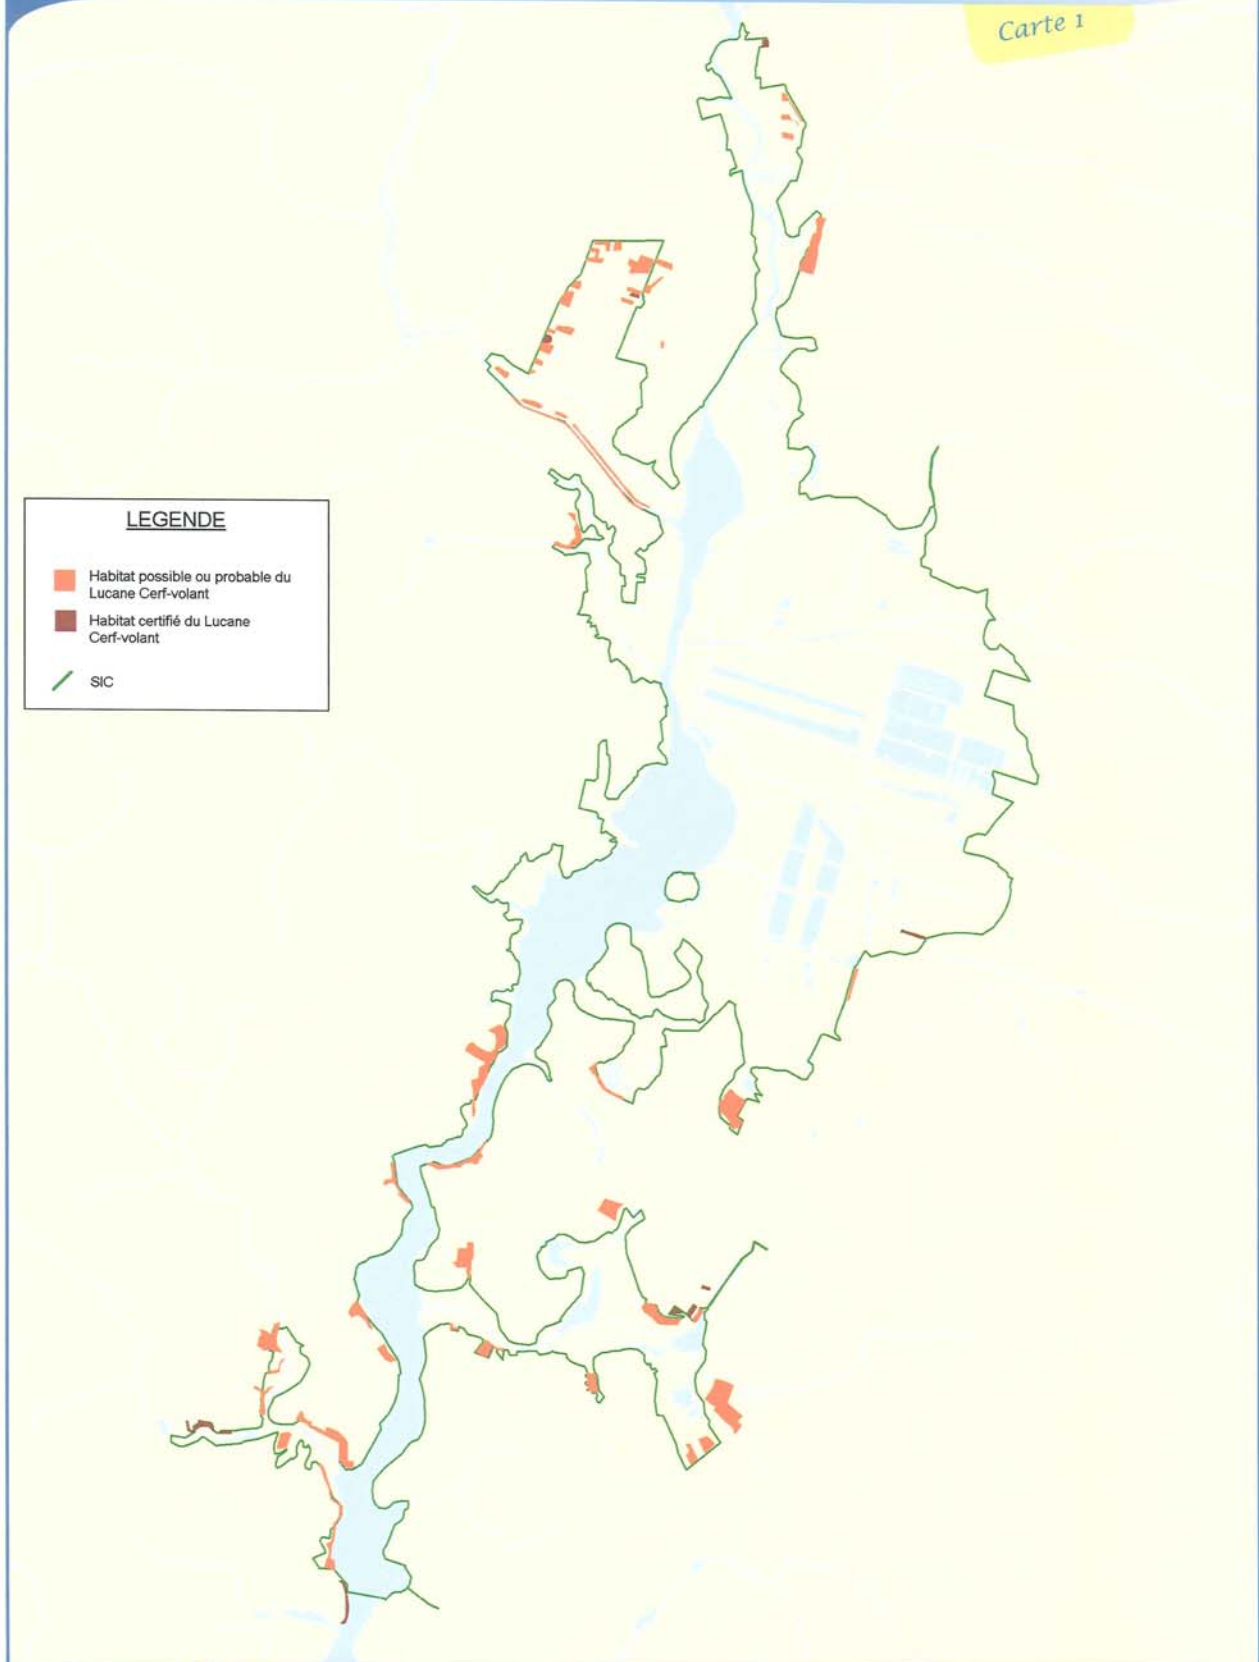 Carte 1
LEGENDE
Habitat possible ou probable du
Lucane Cerf-volant
Habitat certifié du Lucane
Cerf-volant
SIC